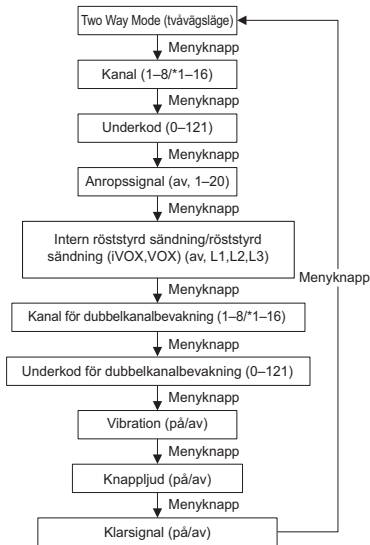 Two Way Mode (tvåvägsläge)
Menyknapp
Kanal (1–8/*1–16)
Menyknapp
Underkod (0–121)
Menyknapp
Anropssignal (av, 1–20)
Menyknapp
Intern röststyrd sändning/röststyrd
sändning (iVOX,VOX) (av, L1,L2,L3)
Menyknapp
Menyknapp
Kanal för dubbelkanalbevakning (1–8/*1–16)
Menyknapp
Underkod för dubbelkanalbevakning (0–121)
Menyknapp
Vibration (på/av)
Menyknapp
Knappljud (på/av)
Menyknapp
Klarsignal (på/av)